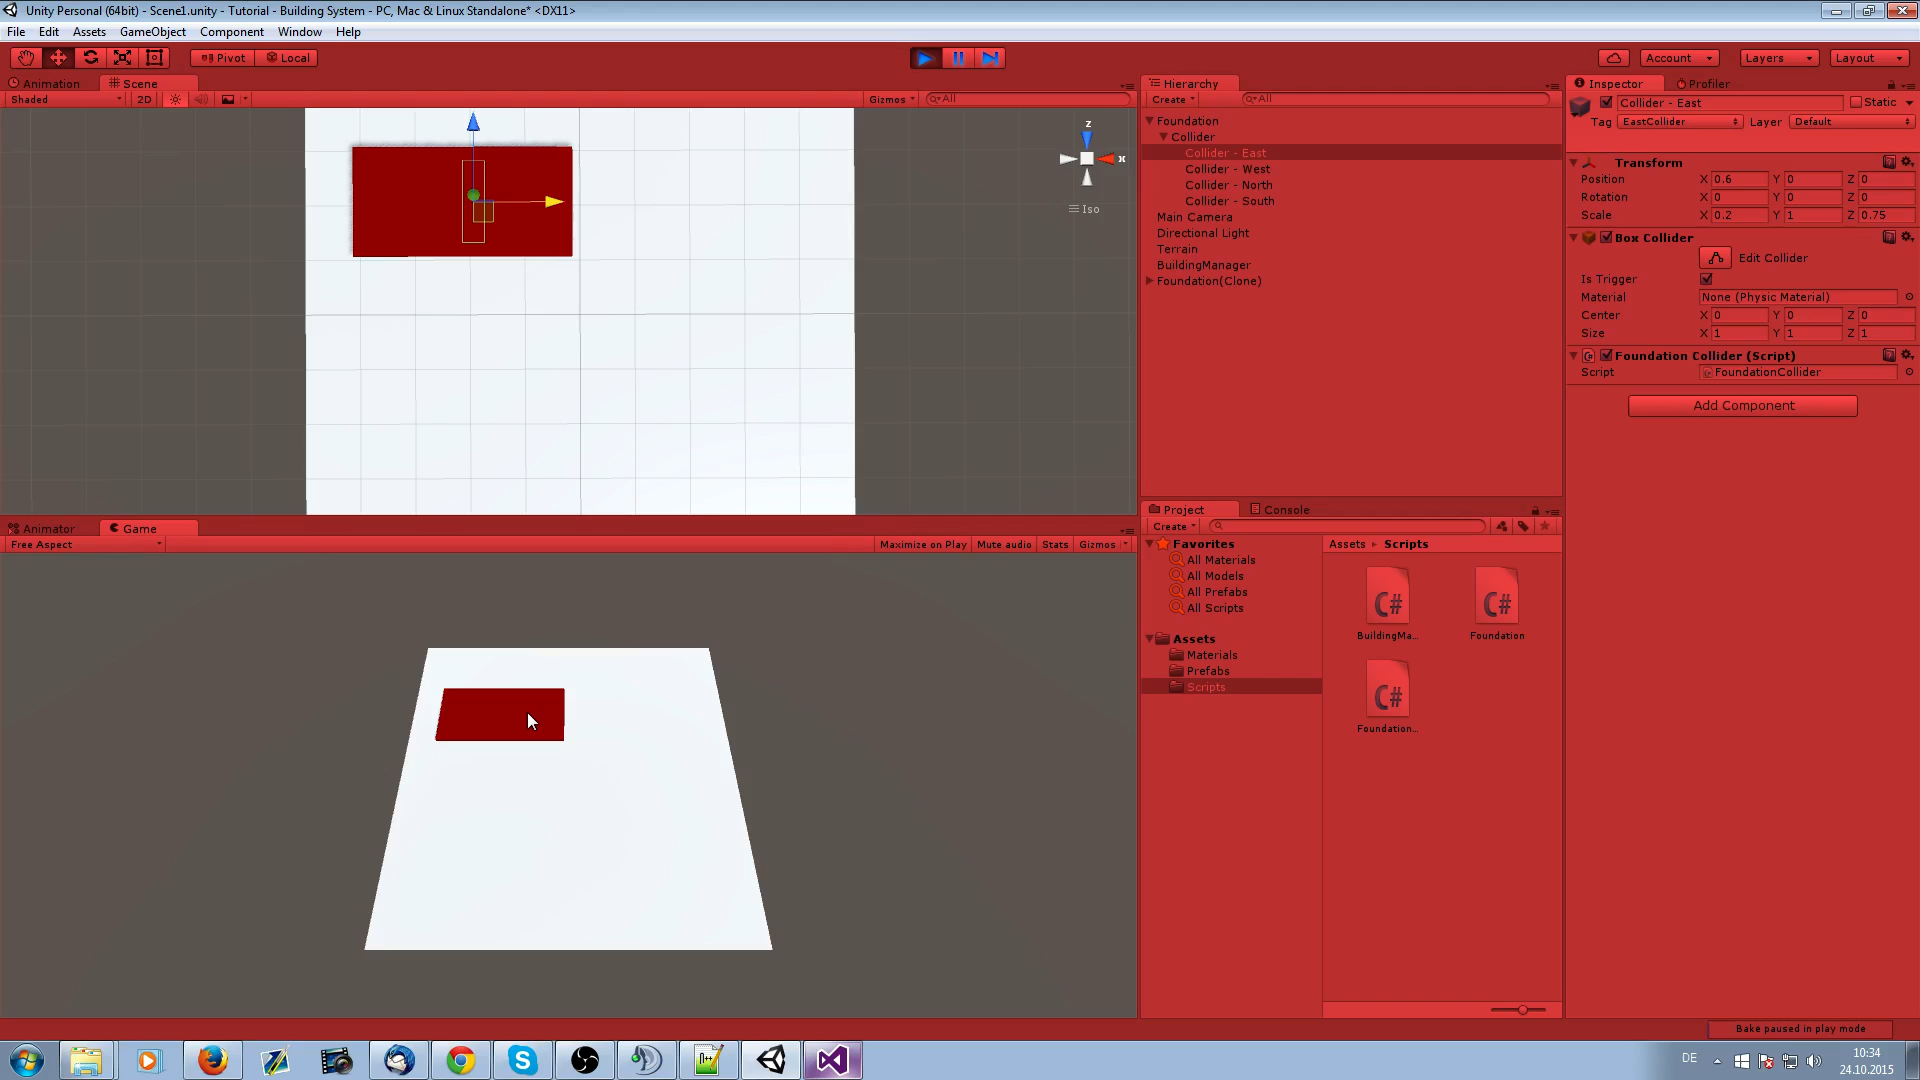 Unity Personal (64bit) - Scene1.unity - Tutorial - Building System - PC, Mac & Linux Standalone* <DX11>
File Edit Assets GameObject Component Window Help
Pivot Local Account Layers Layout
Animation Scene
Shaded 2D Gizmos All
z
x
Iso
Animator Game
Free Aspect Maximize on Play Mute audio Stats Gizmos
Hierarchy
Create All
Foundation
Collider
Collider - East
Collider - West
Collider - North
Collider - South
Main Camera
Directional Light
Terrain
BuildingManager
Foundation(Clone)
Project Console
Create
Favorites
All Materials
All Models
All Prefabs
All Scripts
Assets
Materials
Prefabs
Scripts
Assets Scripts
C# C#
BuildingMa... Foundation
C#
Foundation...
Inspector Profiler
Collider - East Static
Tag EastCollider Layer Default
Transform
Position X 0.6 Y 0 Z 0
Rotation X 0 Y 0 Z 0
Scale X 0.2 Y 1 Z 0.75
Box Collider
Edit Collider
Is Trigger
Material None (Physic Material)
Center X 0 Y 0 Z 0
Size X 1 Y 1 Z 1
Foundation Collider (Script)
Script FoundationCollider
Add Component
Bake paused in play mode
DE
10:34
24.10.2015